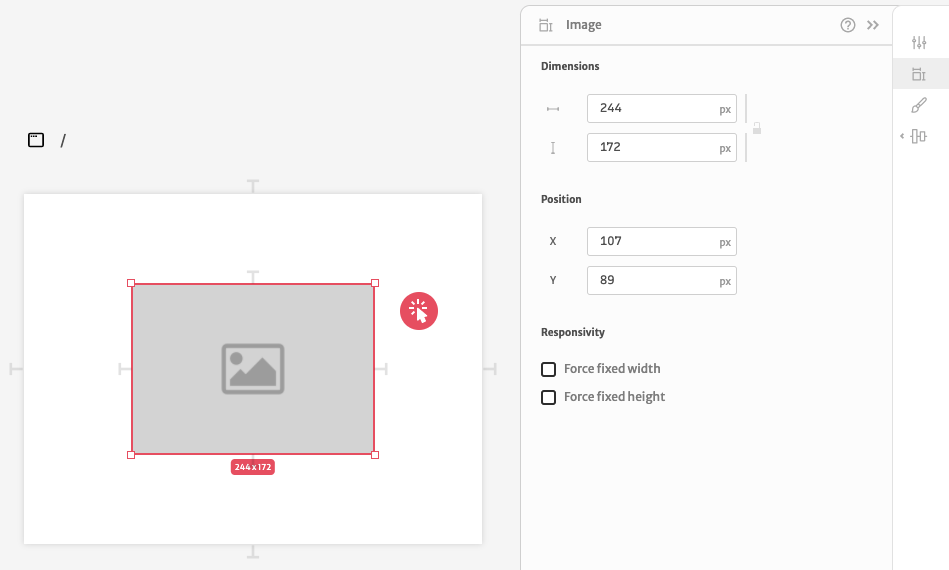 Image
Dimensions
244 px
172 px
/
Position
X 107 px
Y 89 px
Responsivity
Force fixed width
Force fixed height
244 x 172